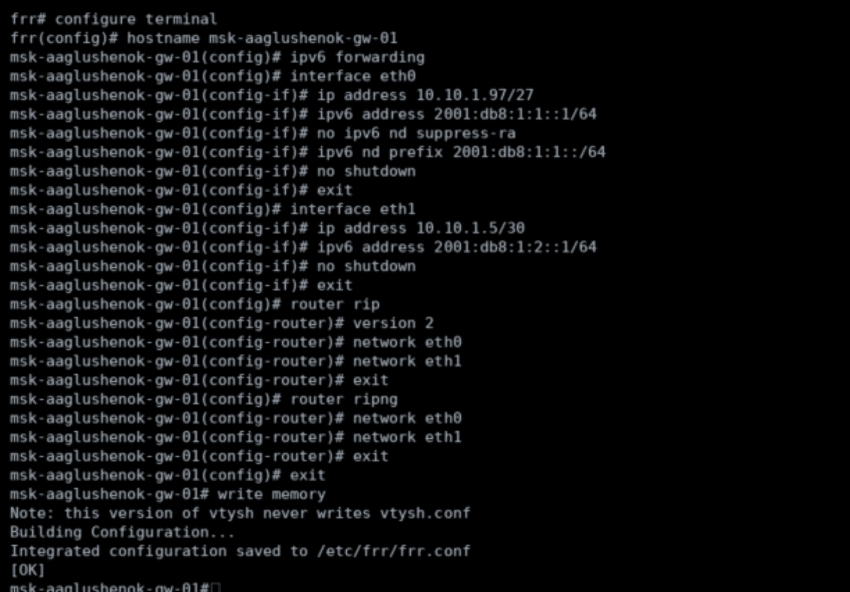 frr# configure terminal
frr(config)# hostname msk-aaglushenok-gw-01
msk-aaglushenok-gw-01(config)# ipv6 forwarding
msk-aaglushenok-gw-01(config)# interface eth0
msk-aaglushenok-gw-01(config-if)# ip address 10.10.1.97/27
msk-aaglushenok-gw-01(config-if)# ipv6 address 2001:db8:1:1::1/64
msk-aaglushenok-gw-01(config-if)# no ipv6 nd suppress-ra
msk-aaglushenok-gw-01(config-if)# ipv6 nd prefix 2001:db8:1:1::/64
msk-aaglushenok-gw-01(config-if)# no shutdown
msk-aaglushenok-gw-01(config-if)# exit
msk-aaglushenok-gw-01(config)# interface eth1
msk-aaglushenok-gw-01(config-if)# ip address 10.10.1.5/30
msk-aaglushenok-gw-01(config-if)# ipv6 address 2001:db8:1:2::1/64
msk-aaglushenok-gw-01(config-if)# no shutdown
msk-aaglushenok-gw-01(config-if)# exit
msk-aaglushenok-gw-01(config)# router rip
msk-aaglushenok-gw-01(config-router)# version 2
msk-aaglushenok-gw-01(config-router)# network eth0
msk-aaglushenok-gw-01(config-router)# network eth1
msk-aaglushenok-gw-01(config-router)# exit
msk-aaglushenok-gw-01(config)# router ripng
msk-aaglushenok-gw-01(config-router)# network eth0
msk-aaglushenok-gw-01(config-router)# network eth1
msk-aaglushenok-gw-01(config-router)# exit
msk-aaglushenok-gw-01(config)# exit
msk-aaglushenok-gw-01# write memory
Note: this version of vtysh never writes vtysh.conf
Building Configuration...
Integrated configuration saved to /etc/frr/frr.conf
[OK]
msk-aaglushenok-gw-01#